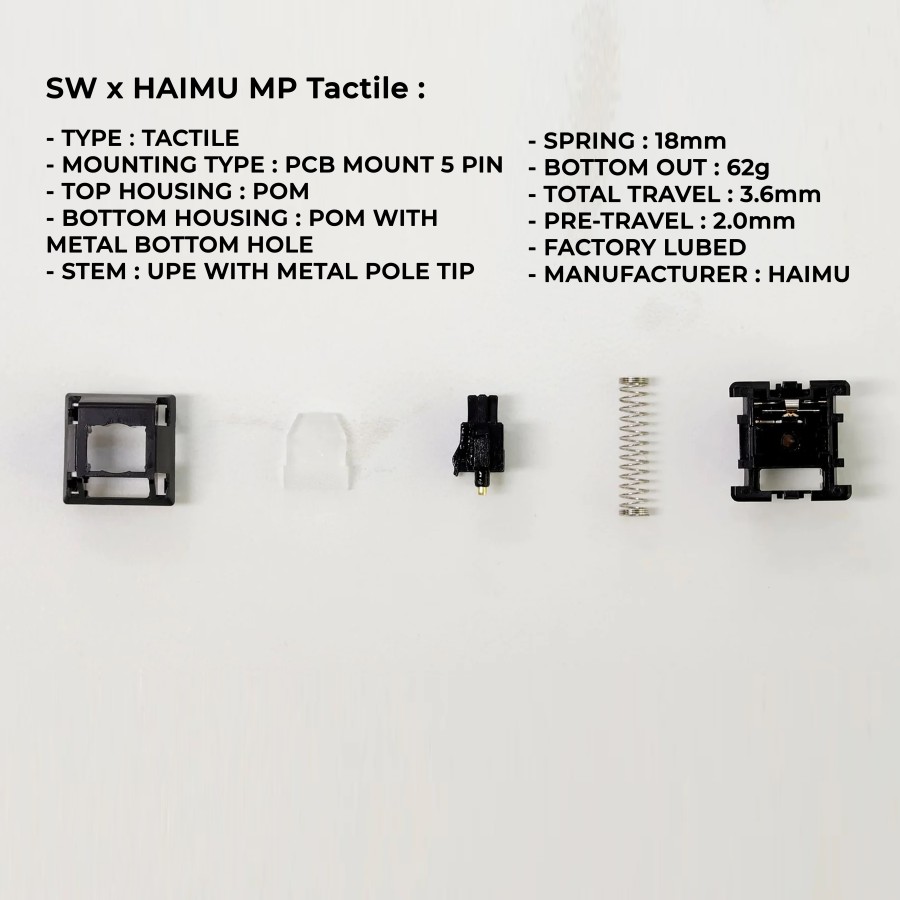 SW x HAIMU MP Tactile :
- TYPE : TACTILE
- MOUNTING TYPE : PCB MOUNT 5 PIN
- TOP HOUSING : POM
- BOTTOM HOUSING : POM WITH
METAL BOTTOM HOLE
- STEM : UPE WITH METAL POLE TIP
- SPRING : 18mm
- BOTTOM OUT : 62g
- TOTAL TRAVEL : 3.6mm
- PRE-TRAVEL : 2.0mm
- FACTORY LUBED
- MANUFACTURER : HAIMU